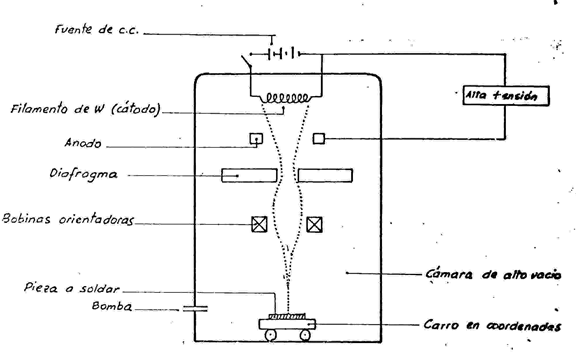 Fuente de c.c.
Alta tensión
Filamento de W (cátodo)
Anodo
Diafragma
Bobinas orientadoras
Cámara de alto vacio
Pieza a soldar
Bomba
Carro en coordenadas